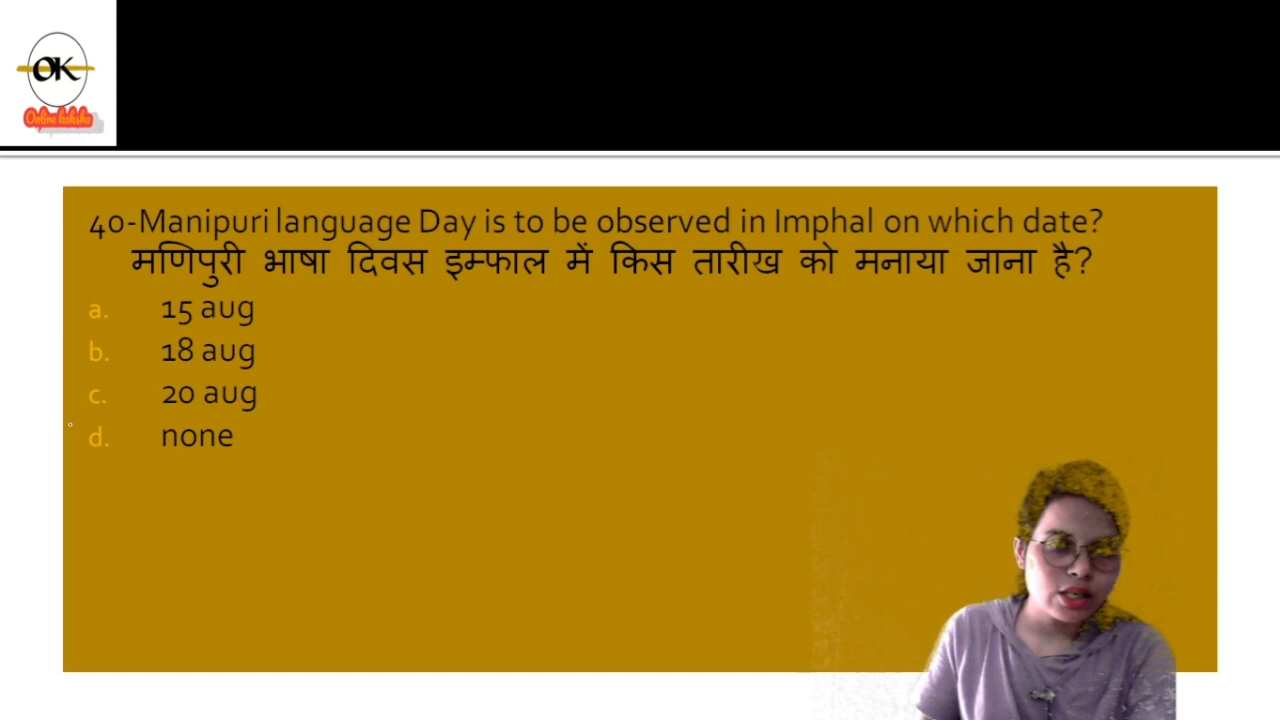 OK
Online kaksha
40-Manipuri language Day is to be observed in Imphal on which date?
मणिपुरी भाषा दिवस इम्फाल में किस तारीख को मनाया जाना है?
a. 15 aug
b. 18 aug
c. 20 aug
d. none